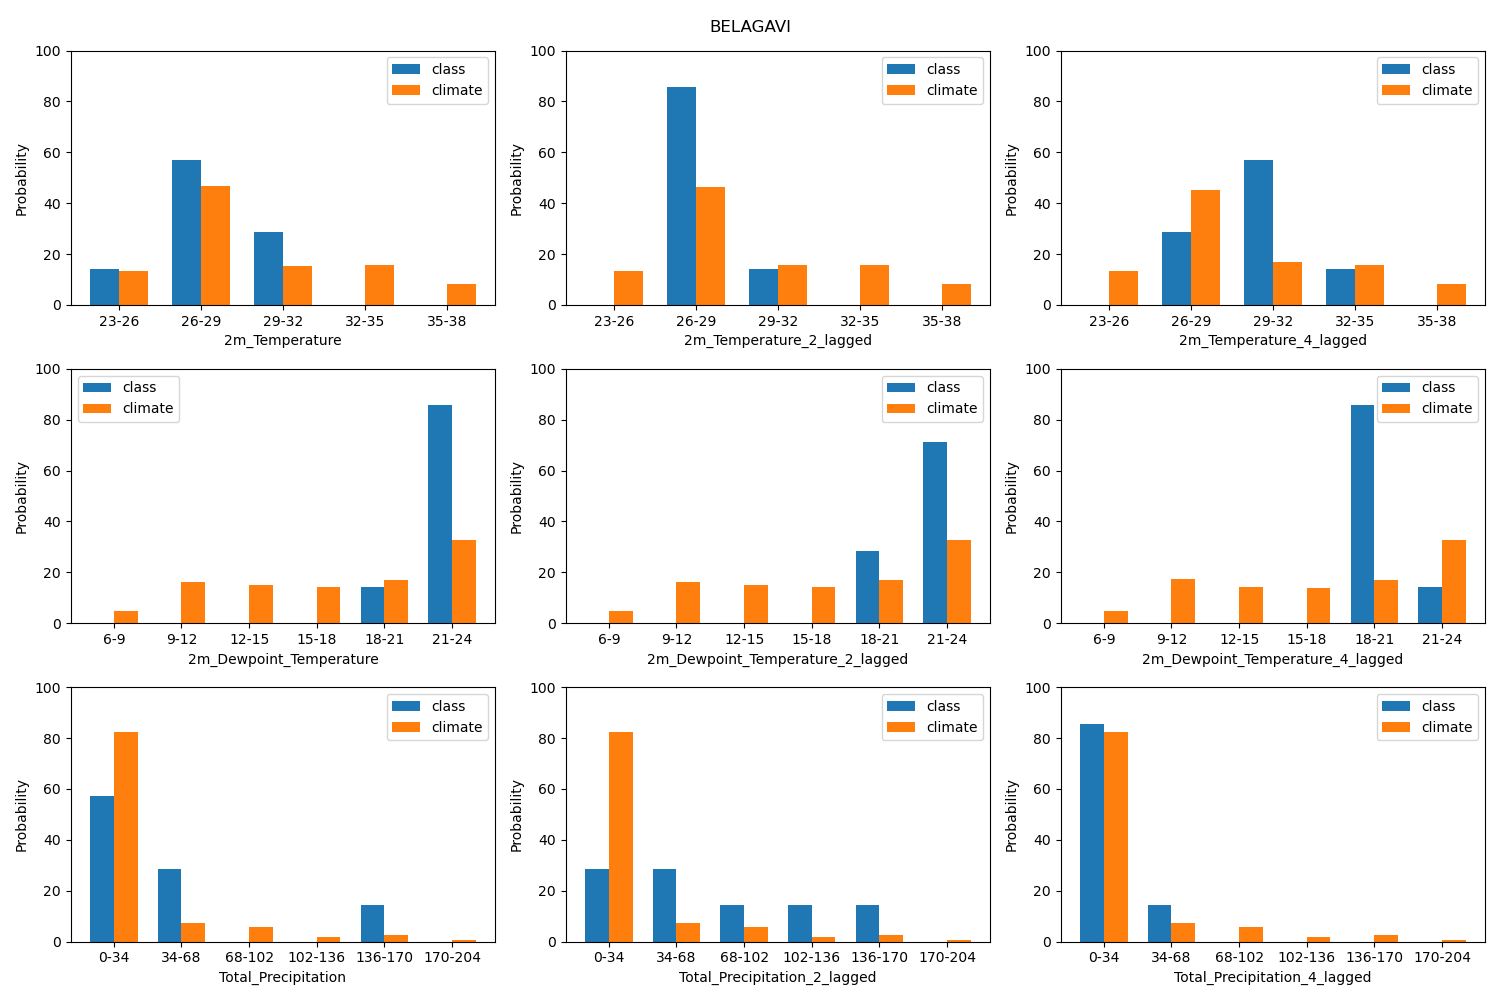 BELAGAVI
100
80
60
40
20
0
Probability
class
climate
23-26 26-29 29-32 32-35 35-38
2m_Temperature
100
80
60
40
20
0
Probability
class
climate
23-26 26-29 29-32 32-35 35-38
2m_Temperature_2_lagged
100
80
60
40
20
0
Probability
class
climate
23-26 26-29 29-32 32-35 35-38
2m_Temperature_4_lagged
100
80
60
40
20
0
Probability
class
climate
6-9 9-12 12-15 15-18 18-21 21-24
2m_Dewpoint_Temperature
100
80
60
40
20
0
Probability
class
climate
6-9 9-12 12-15 15-18 18-21 21-24
2m_Dewpoint_Temperature_2_lagged
100
80
60
40
20
0
Probability
class
climate
6-9 9-12 12-15 15-18 18-21 21-24
2m_Dewpoint_Temperature_4_lagged
100
80
60
40
20
0
Probability
class
climate
0-34 34-68 68-102 102-136 136-170 170-204
Total_Precipitation
100
80
60
40
20
0
Probability
class
climate
0-34 34-68 68-102 102-136 136-170 170-204
Total_Precipitation_2_lagged
100
80
60
40
20
0
Probability
class
climate
0-34 34-68 68-102 102-136 136-170 170-204
Total_Precipitation_4_lagged